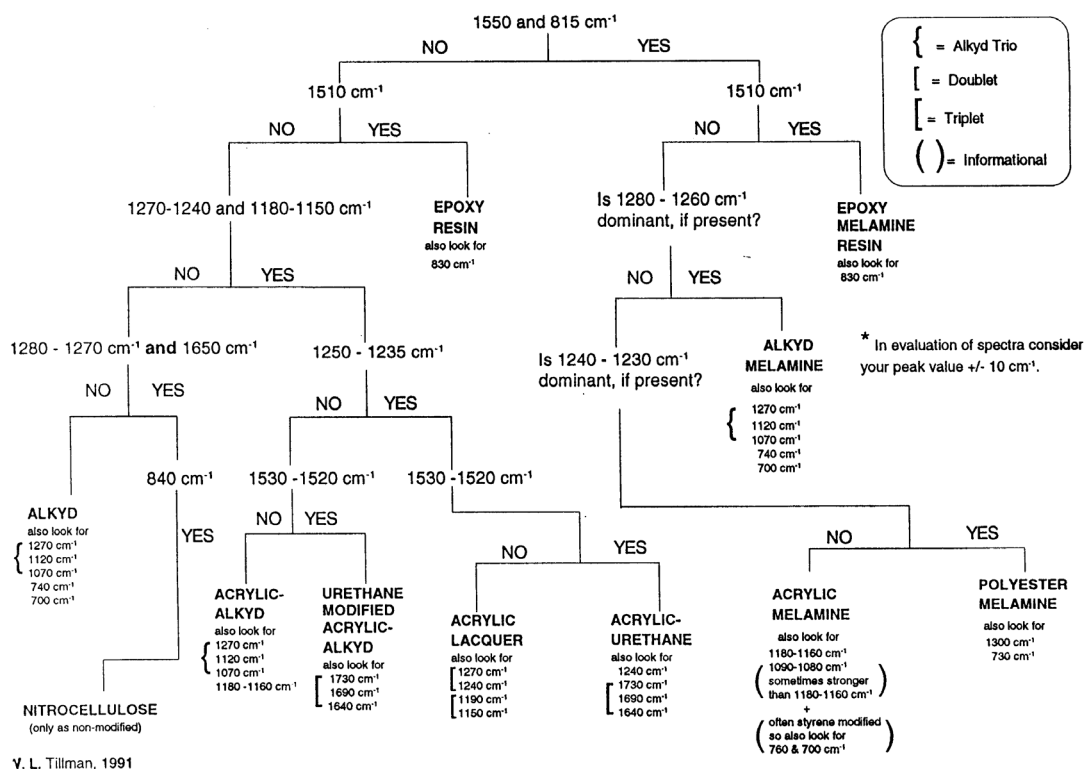 1550 and 815 cm⁻¹
NO YES
{ = Alkyd Trio
[ = Doublet
[ = Triplet
( ) = Informational
1510 cm⁻¹
NO YES
1510 cm⁻¹
NO YES
1270-1240 and 1180-1150 cm⁻¹
NO YES
EPOXY
RESIN
also look for
830 cm⁻¹
Is 1280 - 1260 cm⁻¹
dominant, if present?
NO YES
EPOXY
MELAMINE
RESIN
also look for
830 cm⁻¹
1280 - 1270 cm⁻¹ and 1650 cm⁻¹
NO YES
1250 - 1235 cm⁻¹
NO YES
Is 1240 - 1230 cm⁻¹
dominant, if present?
ALKYD
MELAMINE
also look for
{ 1270 cm⁻¹
1120 cm⁻¹
1070 cm⁻¹
740 cm⁻¹
700 cm⁻¹
* In evaluation of spectra consider
your peak value +/- 10 cm⁻¹.
840 cm⁻¹
YES
1530 -1520 cm⁻¹
NO YES
1530 -1520 cm⁻¹
NO YES
NO YES
ALKYD
also look for
{ 1270 cm⁻¹
1120 cm⁻¹
1070 cm⁻¹
740 cm⁻¹
700 cm⁻¹
ACRYLIC-
ALKYD
also look for
{ 1270 cm⁻¹
1120 cm⁻¹
1070 cm⁻¹
1180 -1160 cm⁻¹
URETHANE
MODIFIED
ACRYLIC-
ALKYD
also look for
[ 1730 cm⁻¹
1690 cm⁻¹
1640 cm⁻¹
ACRYLIC
LACQUER
also look for
[ 1270 cm⁻¹
1240 cm⁻¹
[ 1190 cm⁻¹
1150 cm⁻¹
ACRYLIC-
URETHANE
also look for
1240 cm⁻¹
[ 1730 cm⁻¹
1690 cm⁻¹
1640 cm⁻¹
ACRYLIC
MELAMINE
also look for
1180-1160 cm⁻¹
1090-1080 cm⁻¹
( sometimes stronger
than 1180-1160 cm⁻¹ )
+
( often styrene modified
so also look for
760 & 700 cm⁻¹ )
POLYESTER
MELAMINE
also look for
1300 cm⁻¹
730 cm⁻¹
NITROCELLULOSE
(only as non-modified)
V. L. Tillman, 1991